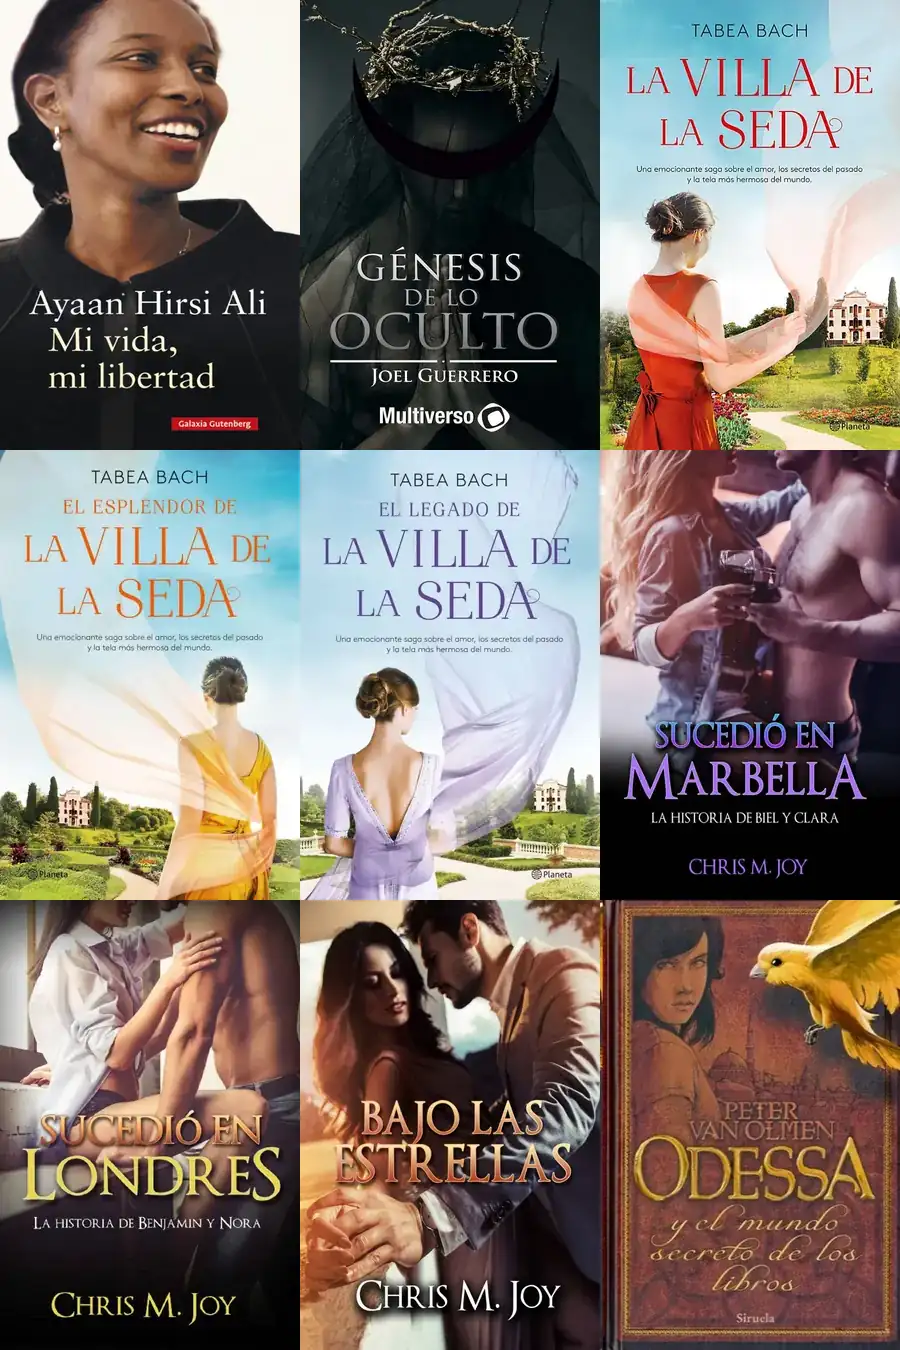 Ayaan Hirsi Ali
Mi vida,
mi libertad
Galaxia Gutenberg
GÉNESIS
DE LO
OCULTO
JOEL GUERRERO
Multiverso
TABEA BACH
LA VILLA DE
LA SEDA
Una emocionante saga sobre el amor, los secretos del pasado
y la tela más hermosa del mundo.
Planeta
TABEA BACH
EL ESPLENDOR DE
LA VILLA DE
LA SEDA
Una emocionante saga sobre el amor, los secretos del pasado
y la tela más hermosa del mundo.
Planeta
TABEA BACH
EL LEGADO DE
LA VILLA DE
LA SEDA
Una emocionante saga sobre el amor, los secretos del pasado
y la tela más hermosa del mundo.
Planeta
SUCEDIÓ EN
MARBELLA
LA HISTORIA DE BIEL Y CLARA
CHRIS M. JOY
SUCEDIÓ EN
LONDRES
LA HISTORIA DE BENJAMIN Y NORA
CHRIS M. JOY
BAJO LAS
ESTRELLAS
CHRIS M. JOY
PETER
VAN OLMEN
ODESSA
y el mundo
secreto de los
libros
Siruela